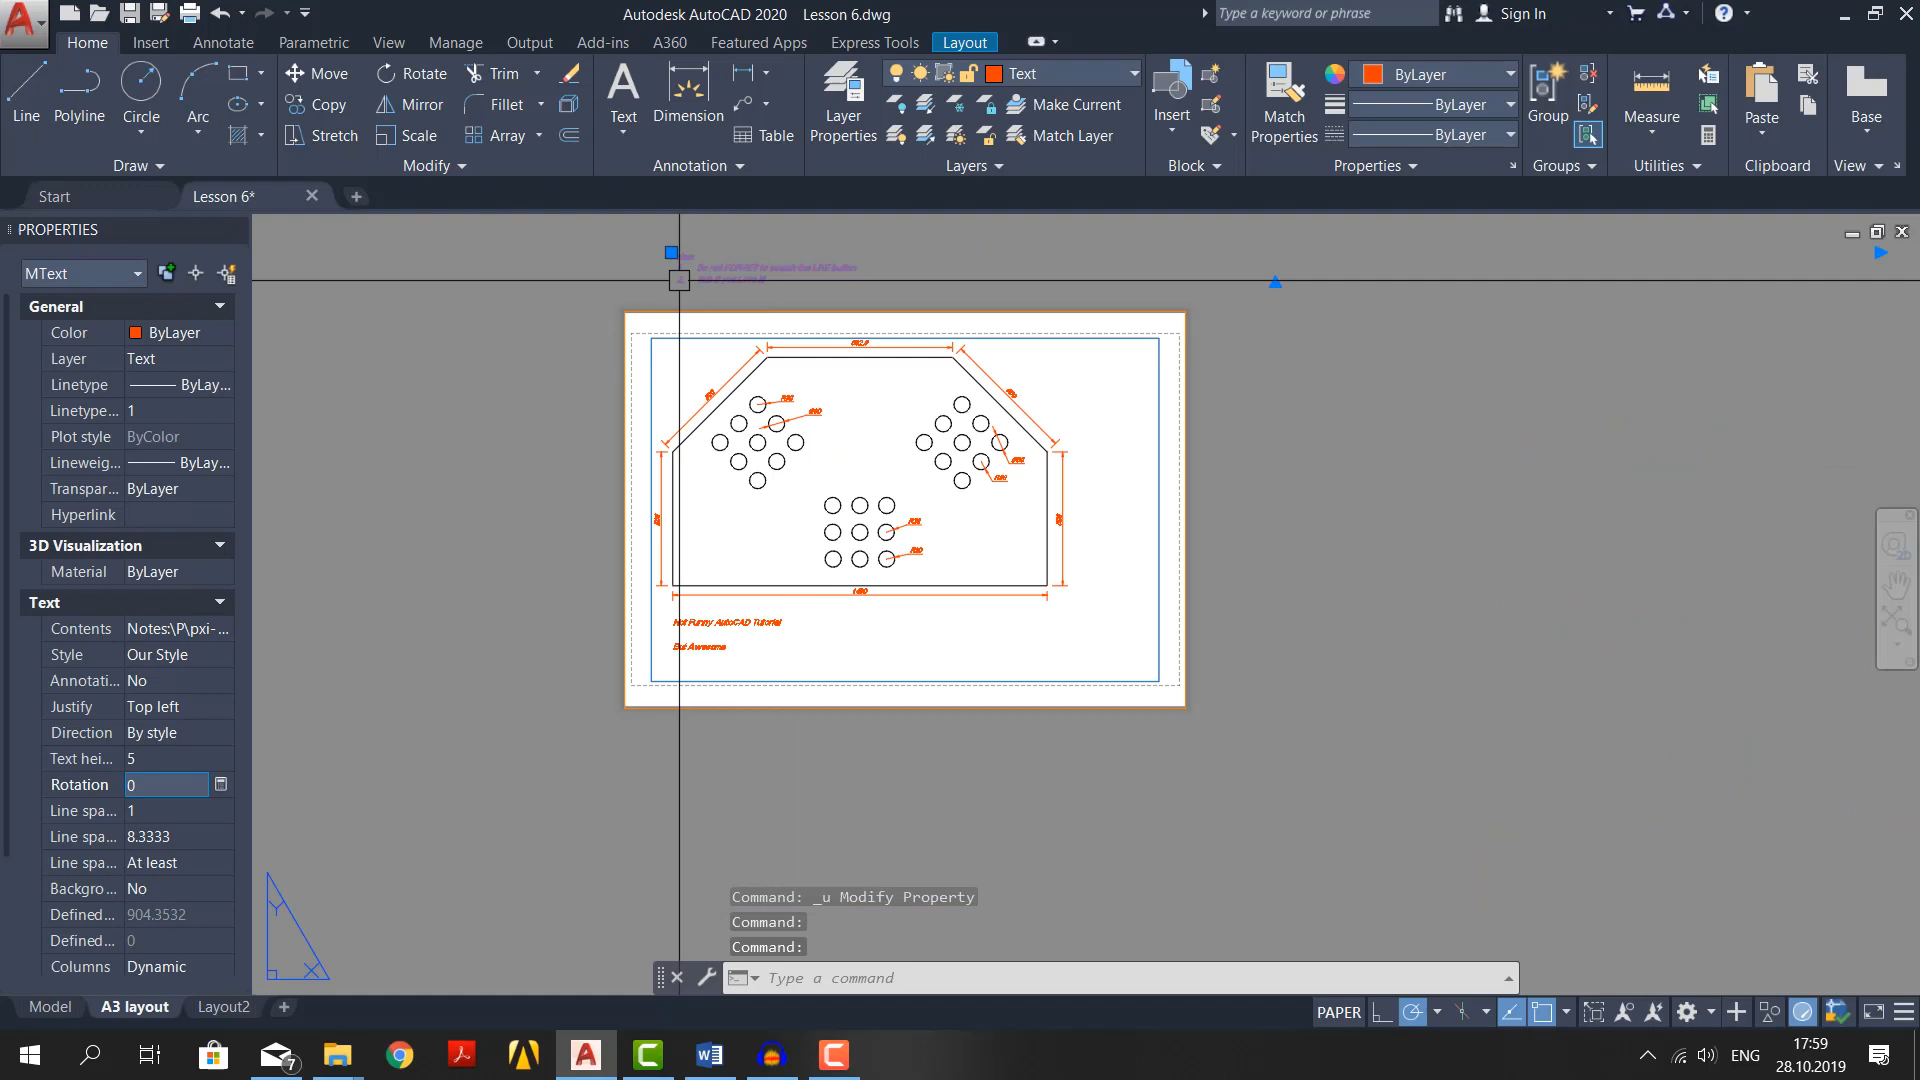 Autodesk AutoCAD 2020 Lesson 6.dwg
Type a keyword or phrase
Sign In
Home Insert Annotate Parametric View Manage Output Add-ins A360 Featured Apps Express Tools Layout
Line Polyline Circle Arc
Move Rotate Trim
Copy Mirror Fillet
Stretch Scale Array
Text Dimension Table
Layer Properties
Text
Make Current
Match Layer
Insert
Match Properties
ByLayer
ByLayer
ByLayer
Group Measure Paste Base
Draw Modify Annotation Layers Block Properties Groups Utilities Clipboard View
Start Lesson 6*
PROPERTIES
MText
General
Color ByLayer
Layer Text
Linetype ByLay...
Linetype... 1
Plot style ByColor
Lineweig... ByLay...
Transpar... ByLayer
Hyperlink
3D Visualization
Material ByLayer
Text
Contents Notes:\P\pxi-...
Style Our Style
Annotati... No
Justify Top left
Direction By style
Text hei... 5
Rotation 0
Line spa... 1
Line spa... 8.3333
Line spa... At least
Backgro... No
Defined... 904.3532
Defined... 0
Columns Dynamic
Not Funny AutoCAD Tutorial
But Awesome
Y
X
Command: _u Modify Property
Command:
Command:
Type a command
Model A3 layout Layout2
PAPER
7
ENG
17:59
28.10.2019